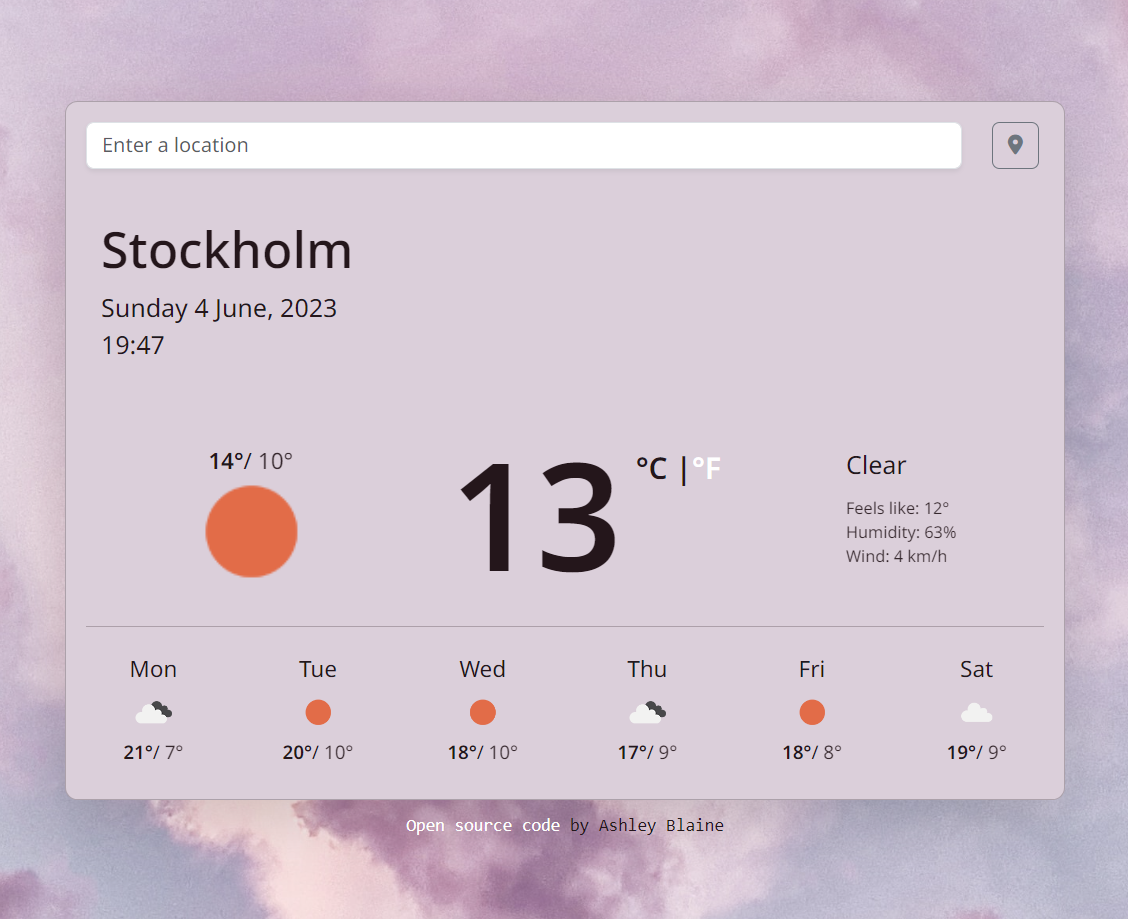 Enter a location
Stockholm
Sunday 4 June, 2023
19:47
14°/ 10°
13 °C |°F
Clear
Feels like: 12°
Humidity: 63%
Wind: 4 km/h
Mon Tue Wed Thu Fri Sat
21°/ 7° 20°/ 10° 18°/ 10° 17°/ 9° 18°/ 8° 19°/ 9°
Open source code by Ashley Blaine